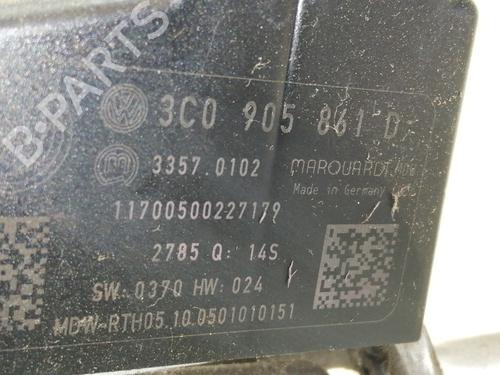 B-PARTS
3C0 905 861 D
3357.0102 MARQUARDT
Made in Germany
11700500227179
2785 Q: 14S
SW: 0370 HW: 024
MDW-RTH05.10.0501010151